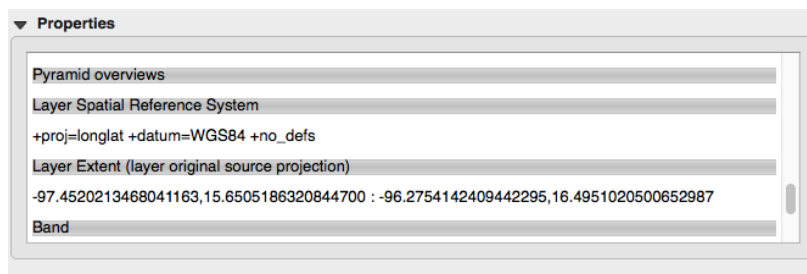 Properties
Pyramid overviews
Layer Spatial Reference System
+proj=longlat +datum=WGS84 +no_defs
Layer Extent (layer original source projection)
-97.4520213468041163,15.6505186320844700 : -96.2754142409442295,16.4951020500652987
Band